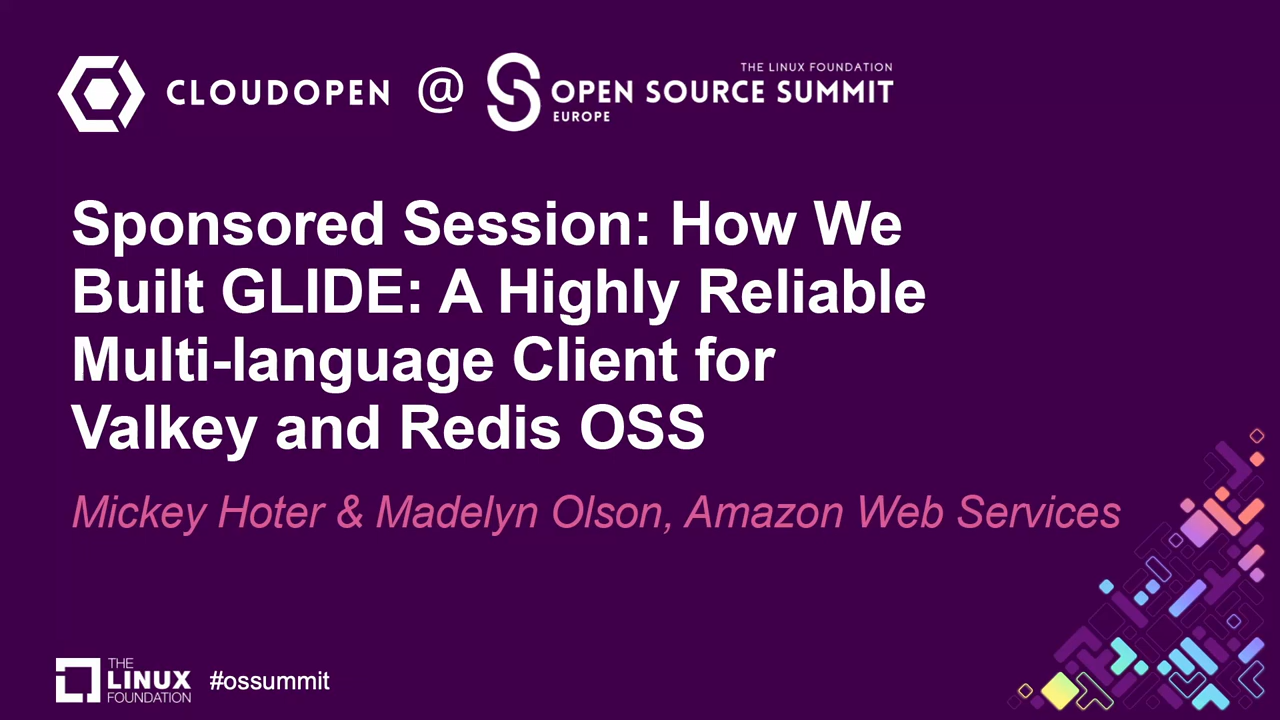 CLOUDOPEN @ THE LINUX FOUNDATION
OPEN SOURCE SUMMIT
EUROPE
Sponsored Session: How We
Built GLIDE: A Highly Reliable
Multi-language Client for
Valkey and Redis OSS
Mickey Hoter & Madelyn Olson, Amazon Web Services
THE
LINUX
FOUNDATION
#ossummit